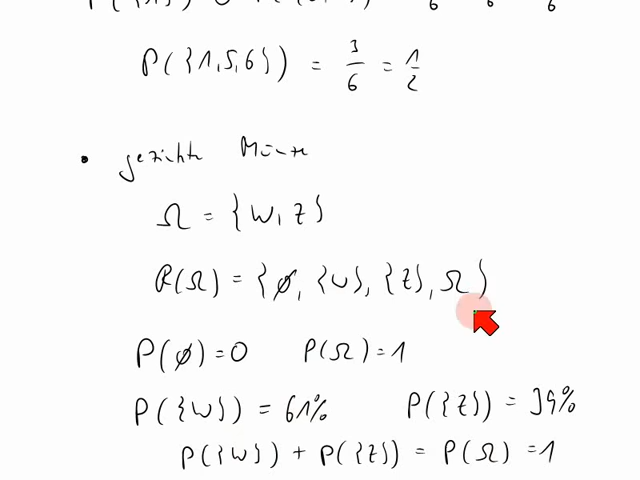 P({1,5,6}) = 3/6 = 1/2
• gezinkte Münze
Ω = {W, Z}
P(Ω) = {∅, {W}, {Z}, Ω}
P(∅) = 0 P(Ω) = 1
P({W}) = 61% P({Z}) = 39%
P({W}) + P({Z}) = P(Ω) = 1